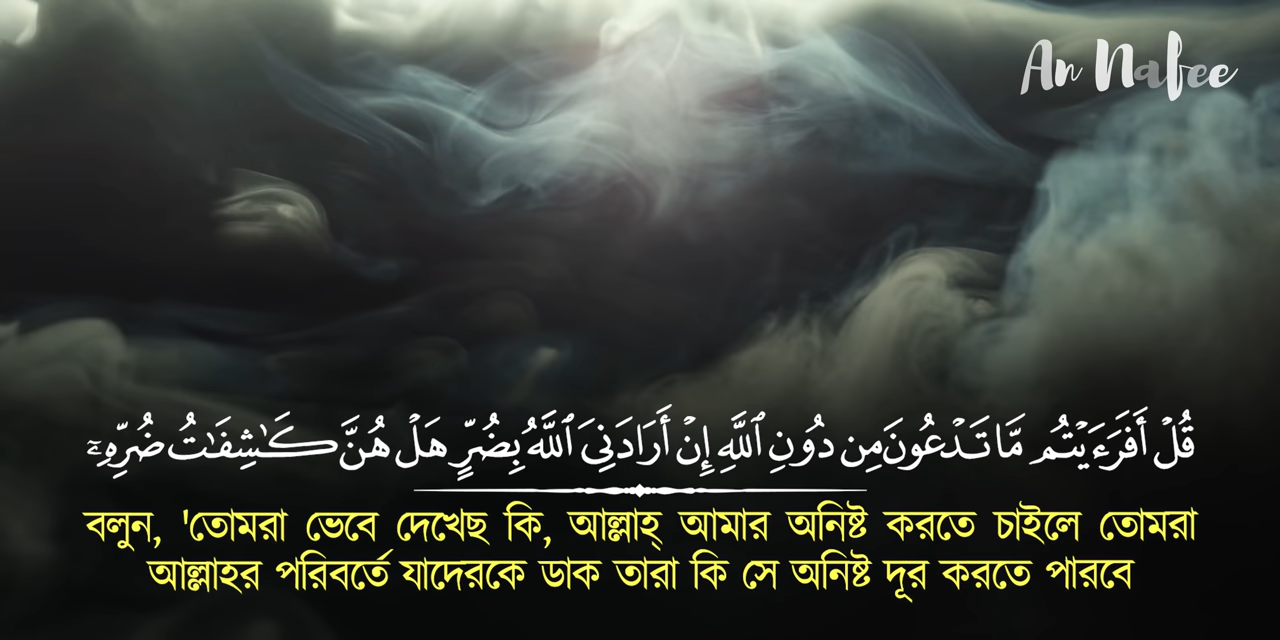 An Nafee
قُلْ أَفَرَءَيْتُم مَّا تَدْعُونَ مِن دُونِ ٱللَّهِ إِنْ أَرَادَنِىَ ٱللَّهُ بِضُرٍّ هَلْ هُنَّ كَـٰشِفَـٰتُ ضُرِّهِۦٓ
বলুন, 'তোমরা ভেবে দেখেছ কি, আল্লাহ্ আমার অনিষ্ট করতে চাইলে তোমরা
আল্লাহর পরিবর্তে যাদেরকে ডাক তারা কি সে অনিষ্ট দূর করতে পারবে